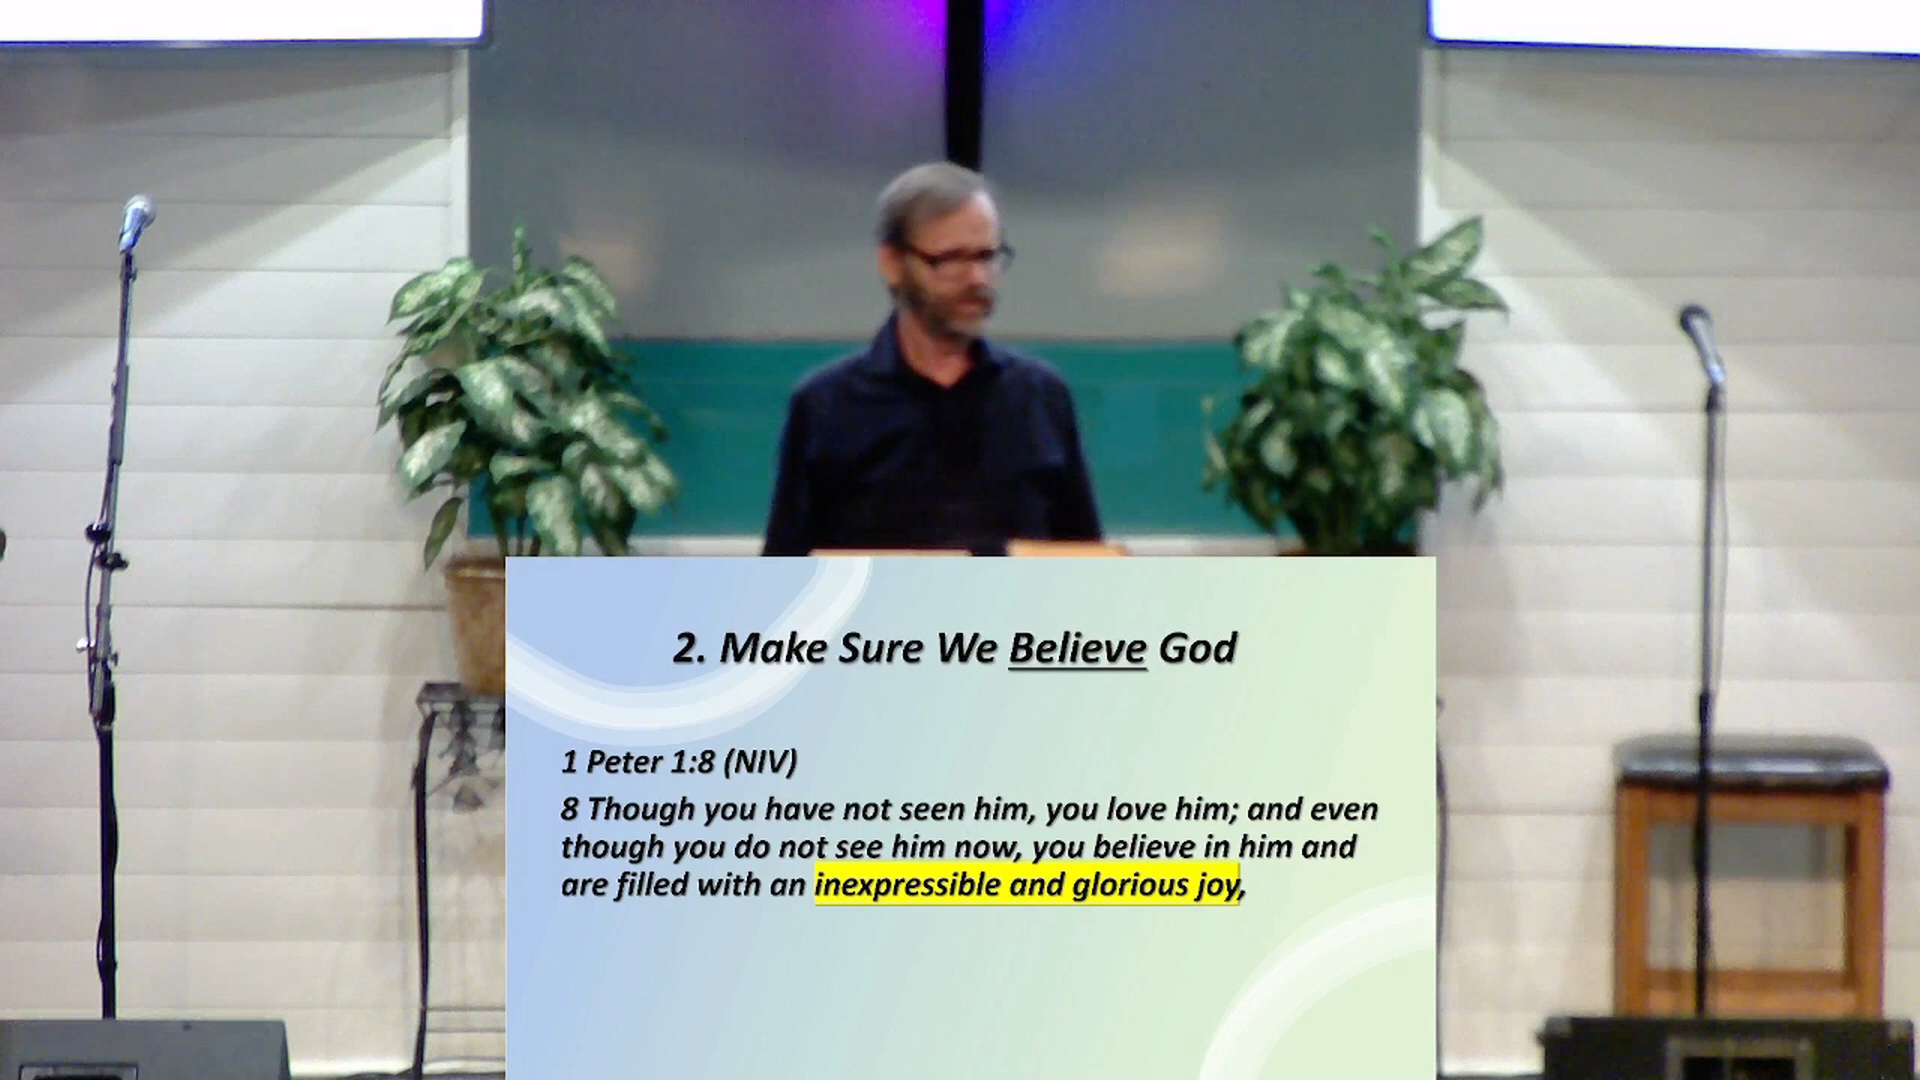 2. Make Sure We Believe God
1 Peter 1:8 (NIV)
8 Though you have not seen him, you love him; and even
though you do not see him now, you believe in him and
are filled with an inexpressible and glorious joy,